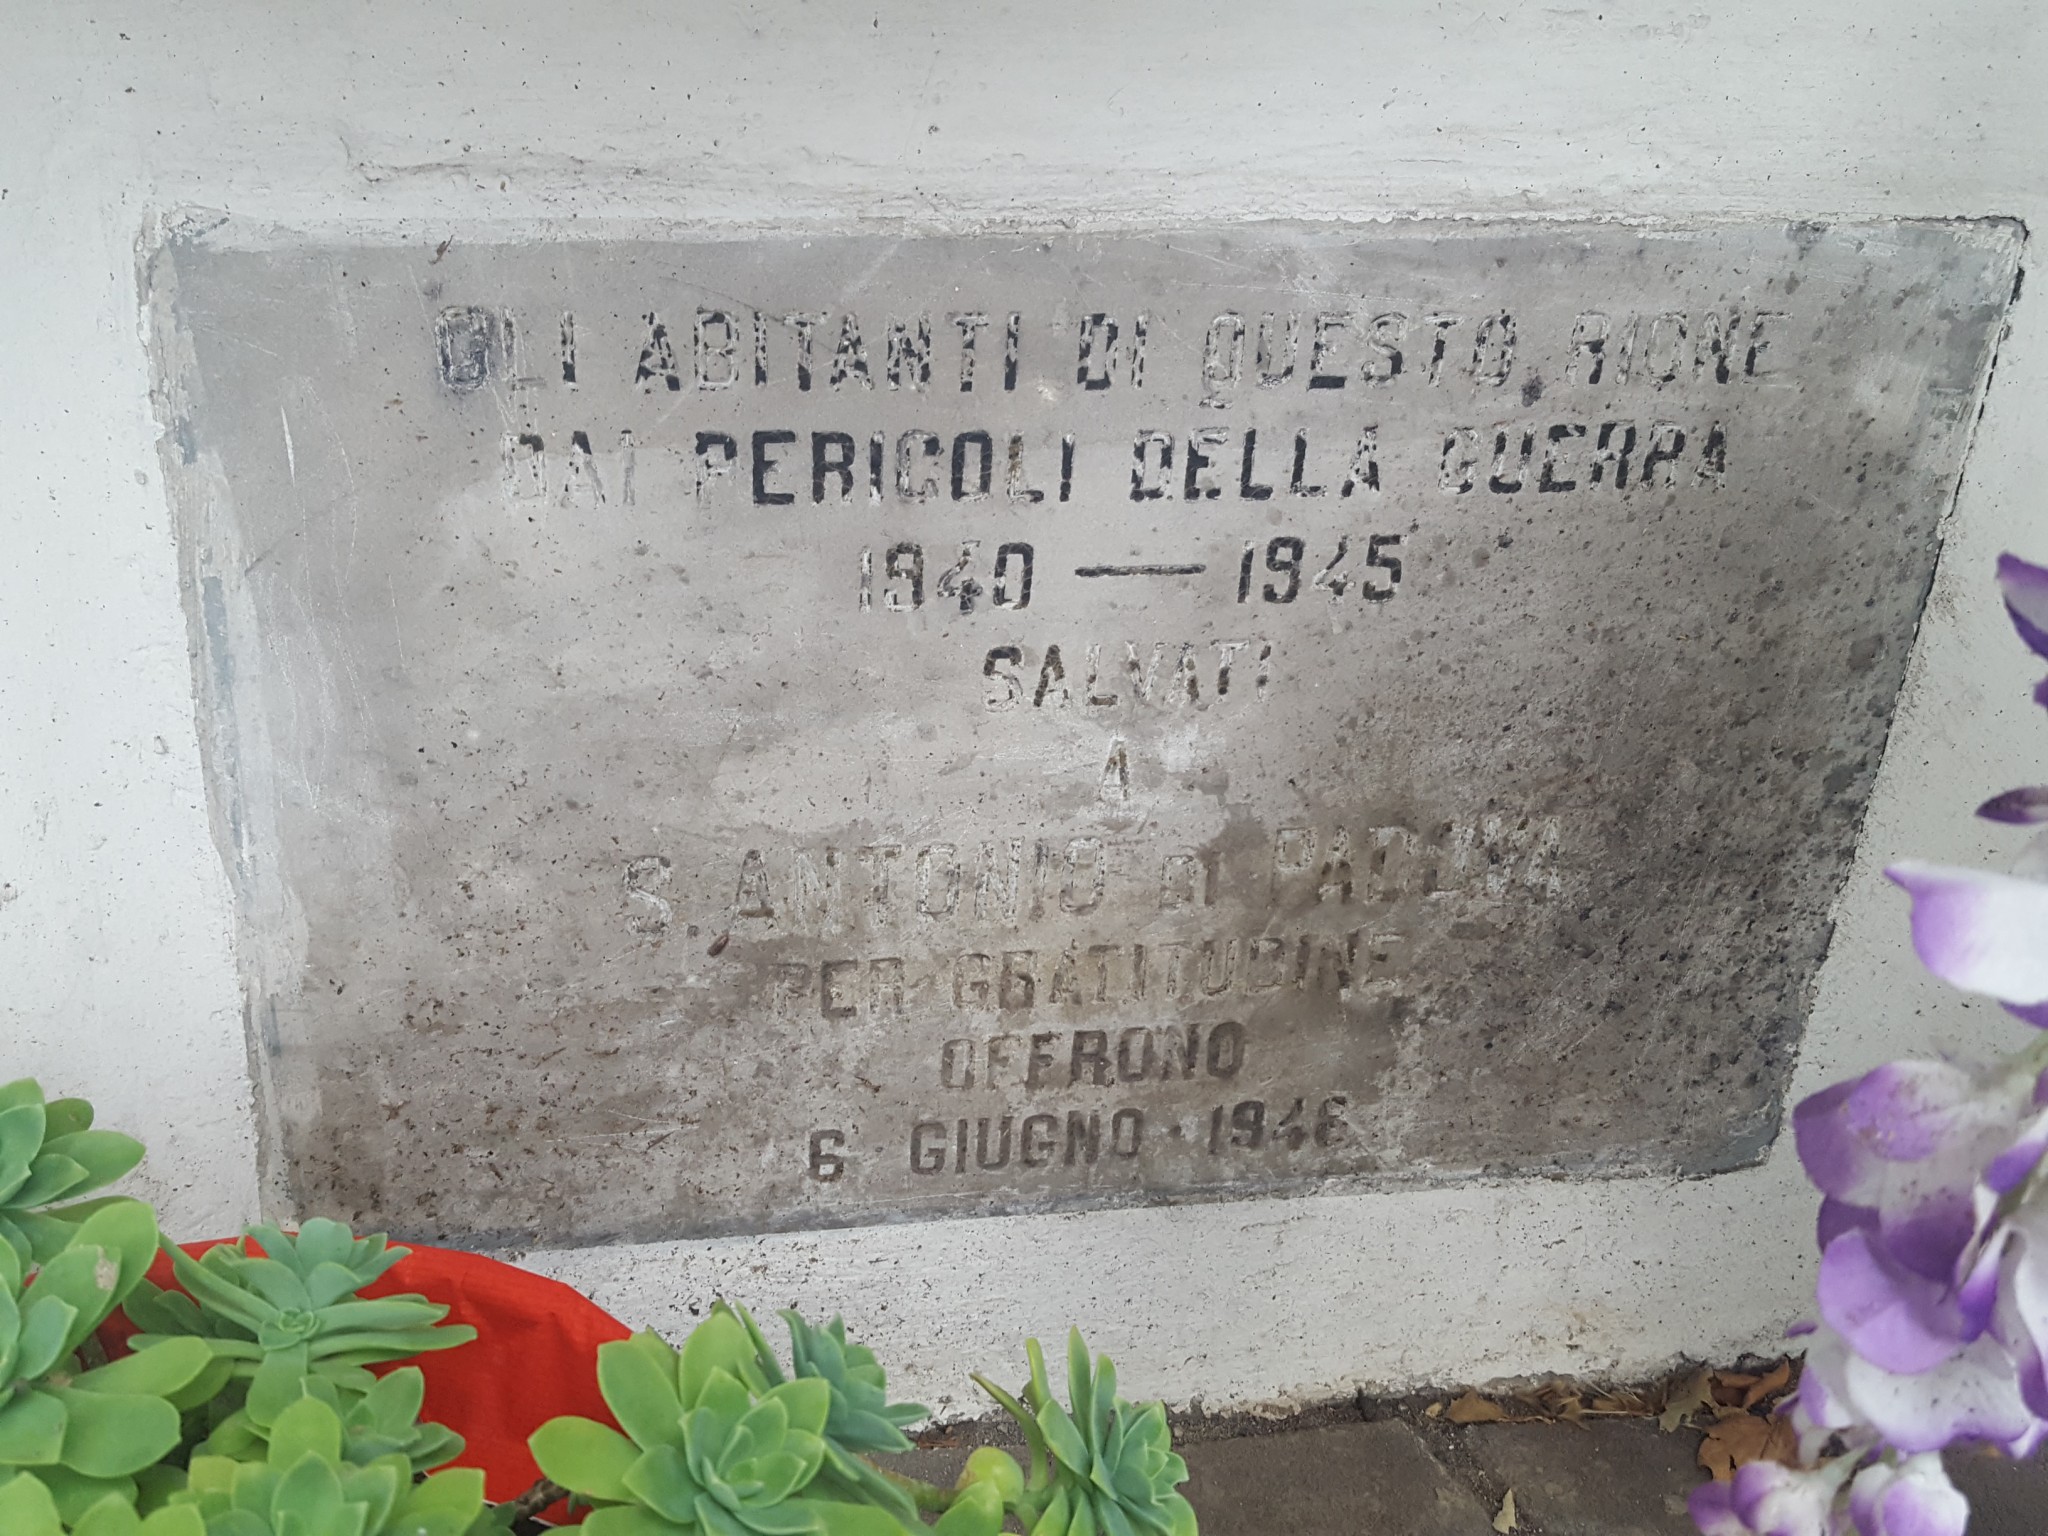 GLI ABITANTI DI QUESTO RIONE
DAI PERICOLI DELLA GUERRA
1940 — 1945
SALVATI
A
S. ANTONIO DI PADOVA
PER GRATITUDINE
OFFRONO
6 GIUGNO · 1946